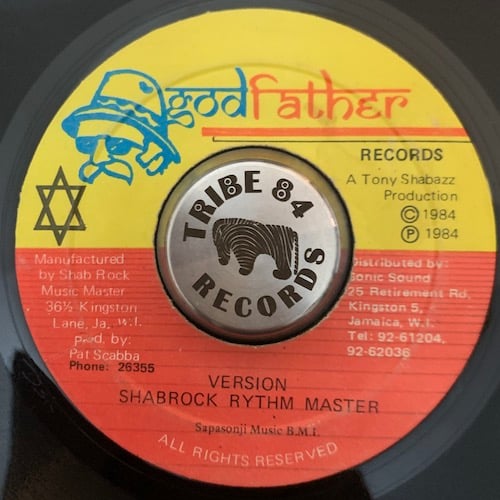 godfather
RECORDS
A Tony Shabazz
Production
© 1984
℗ 1984
TRIBE 84
RECORDS
Manufactured
by Shab Rock
Music Master
36½ Kingston
Lane, Ja. W.I.
Prod. by:
Pat Scabba
Phone: 26355
Distributed by:
Sonic Sound
25 Retirement Rd,
Kingston 5,
Jamaica, W.I.
Tel: 92-61204,
92-62036
VERSION
SHABROCK RYTHM MASTER
Sapasonji Music B.M.I.
ALL RIGHTS RESERVED